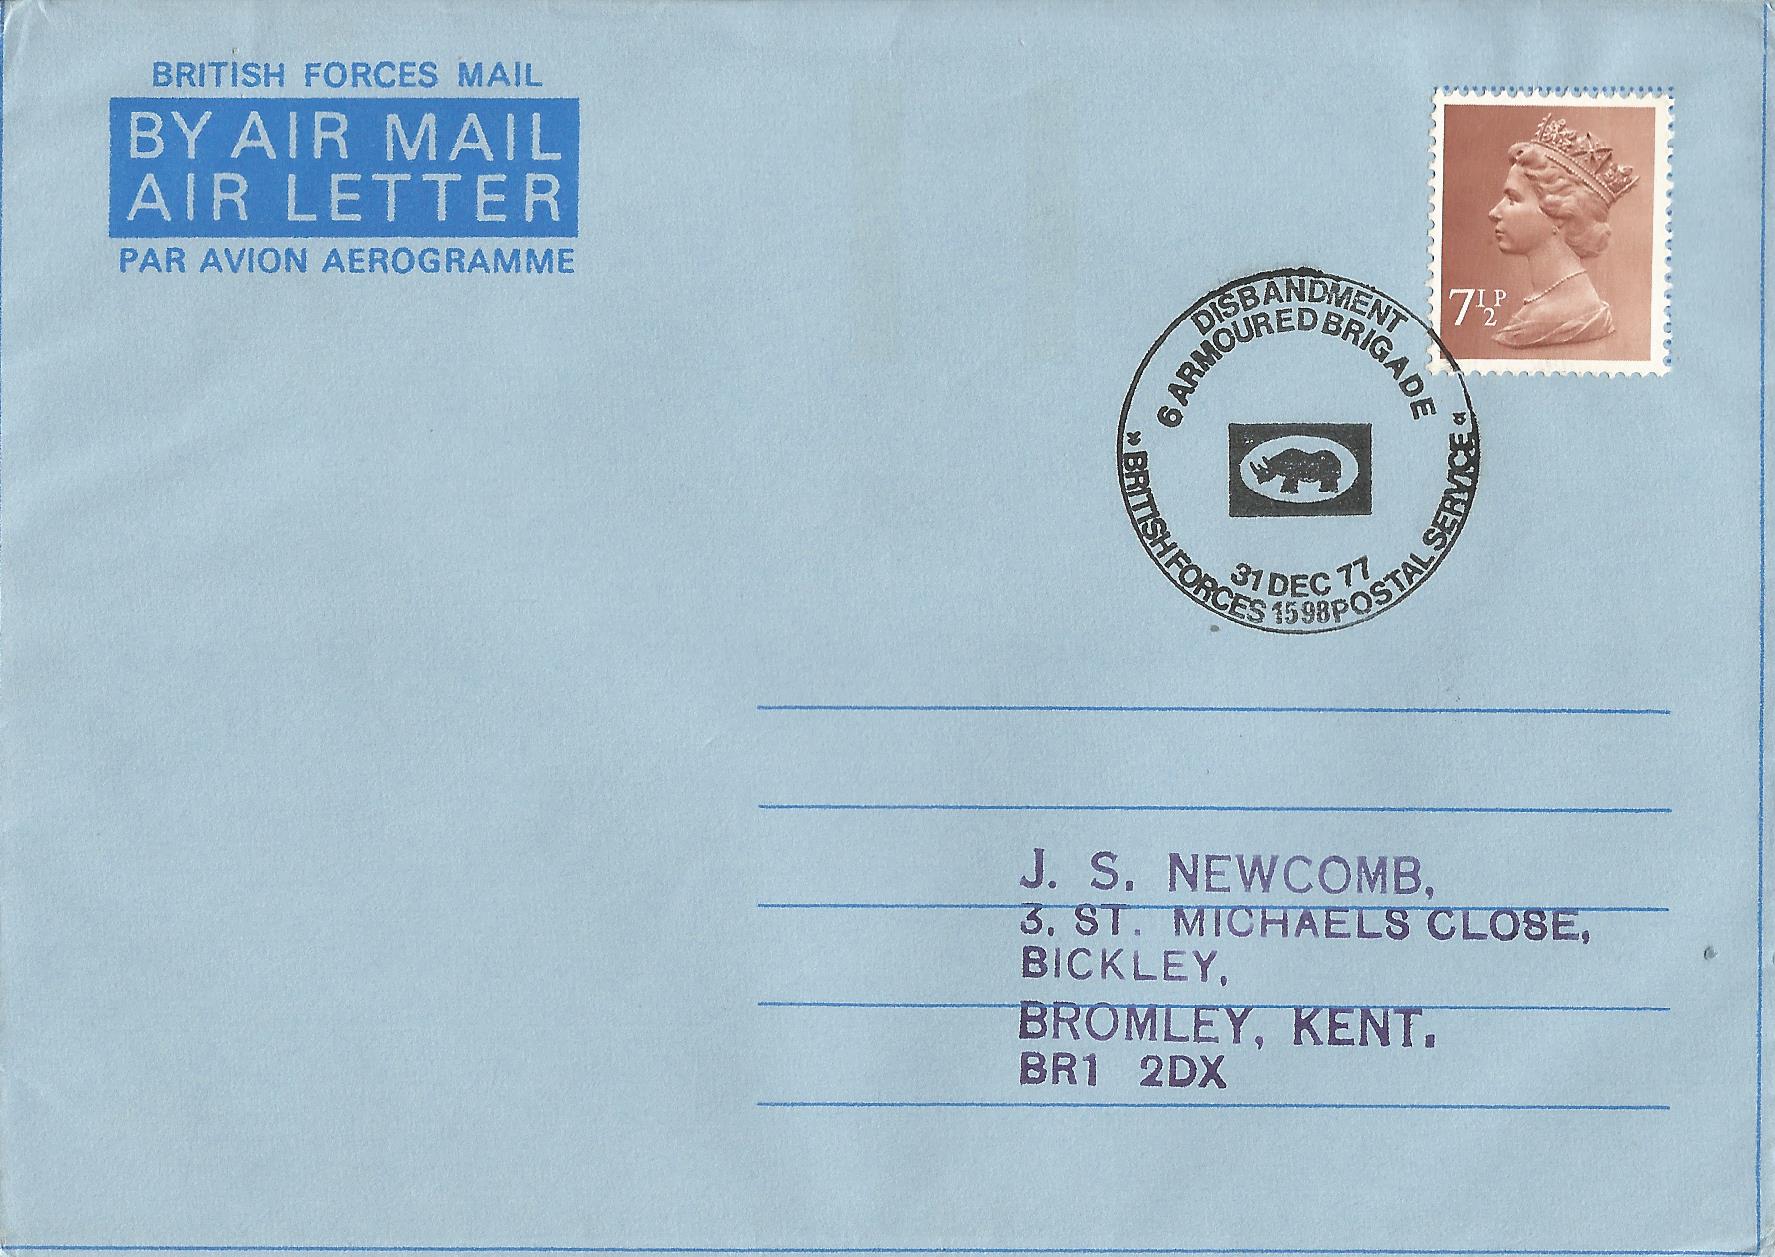 BRITISH FORCES MAIL
BY AIR MAIL
AIR LETTER
PAR AVION AEROGRAMME
7½P
DISBANDMENT
6 ARMOURED BRIGADE
31 DEC 77
» BRITISH FORCES 1598 POSTAL SERVICE «
J. S. NEWCOMB,
3. ST. MICHAELS CLOSE,
BICKLEY,
BROMLEY, KENT.
BR1 2DX